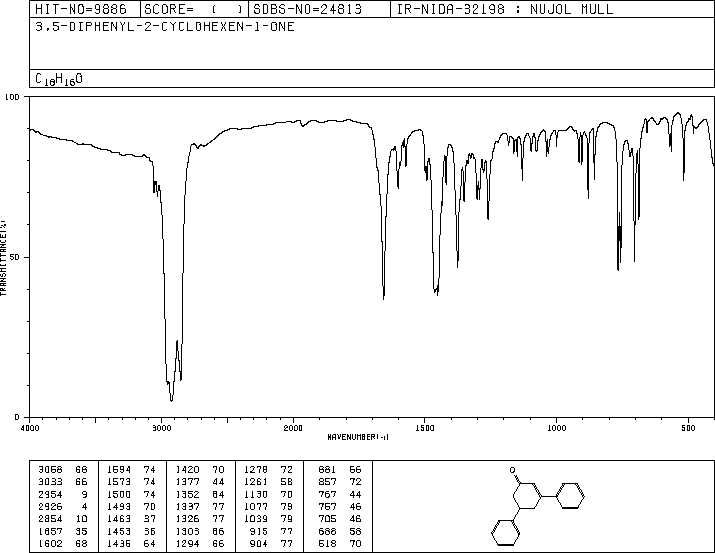 HIT-NO=9886 SCORE= ( ) SDBS-NO=24813 IR-NIDA-32198 : NUJOL MULL
3,5-DIPHENYL-2-CYCLOHEXEN-1-ONE
C18H16O
100
50
0
TRANSMITTANCE(%)
4000 3000 2000 1500 1000 500
WAVENUMBER(-1)
3058 68 1594 74 1420 70 1278 72 881 66
3033 66 1573 74 1377 44 1261 58 857 72
2954 9 1500 74 1352 64 1130 70 767 44
2926 4 1493 70 1337 77 1077 79 757 46
2854 10 1463 37 1326 77 1039 79 705 46
1657 35 1453 36 1303 66 915 77 688 58
1602 68 1436 64 1294 66 904 77 518 70
O